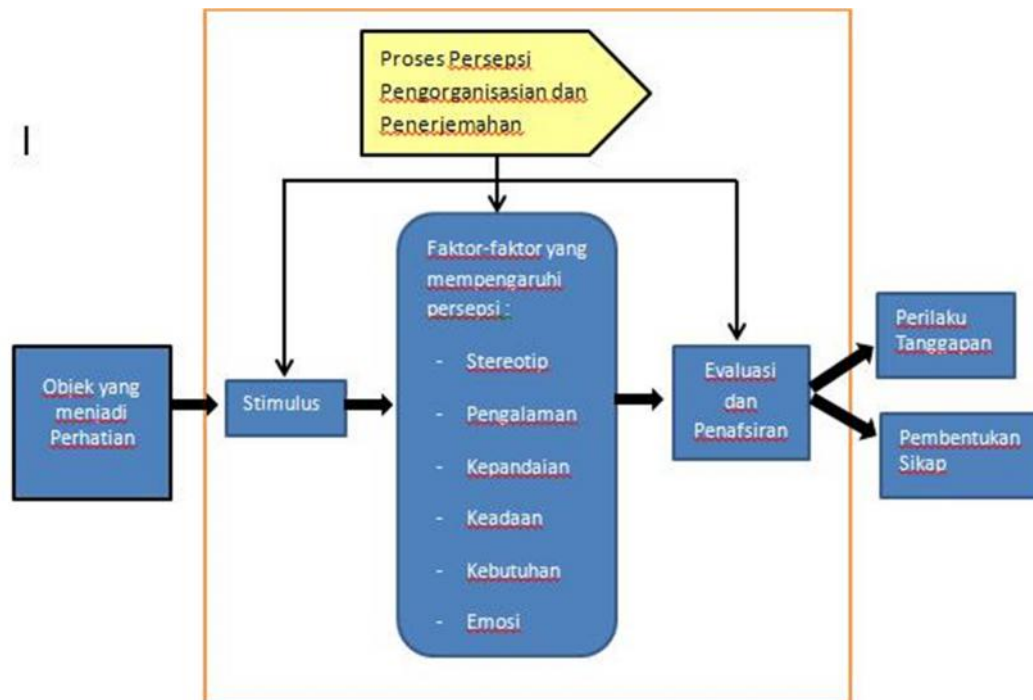 Proses Persepsi
Pengorganisasian dan
Penerjemahan
Objek yang
menjadi
Perhatian
Stimulus
Faktor-faktor yang
mempengaruhi
persepsi :
- Stereotip
- Pengalaman
- Kepandaian
- Keadaan
- Kebutuhan
- Emosi
Evaluasi
dan
Penafsiran
Perilaku
Tanggapan
Pembentukan
Sikap